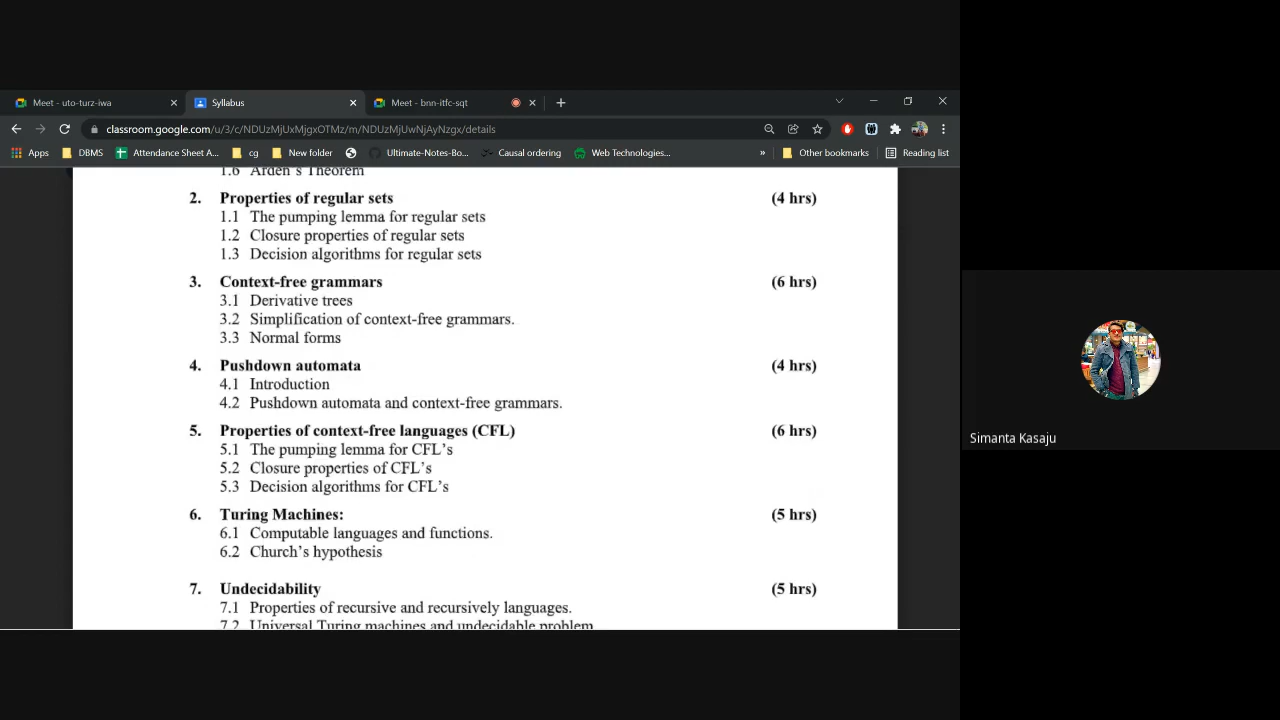 Meet - uto-turz-iwa
Syllabus
Meet - bnn-itfc-sqt
classroom.google.com/u/3/c/NDUzMjUxMjgxOTMz/m/NDUzMjUwNjAyNzgx/details
Apps
DBMS
Attendance Sheet A...
cg
New folder
Ultimate-Notes-Bo...
Causal ordering
Web Technologies...
»
Other bookmarks
Reading list
1.6 Arden's Theorem
2. Properties of regular sets (4 hrs)
1.1 The pumping lemma for regular sets
1.2 Closure properties of regular sets
1.3 Decision algorithms for regular sets
3. Context-free grammars (6 hrs)
3.1 Derivative trees
3.2 Simplification of context-free grammars.
3.3 Normal forms
4. Pushdown automata (4 hrs)
4.1 Introduction
4.2 Pushdown automata and context-free grammars.
5. Properties of context-free languages (CFL) (6 hrs)
5.1 The pumping lemma for CFL's
5.2 Closure properties of CFL's
5.3 Decision algorithms for CFL's
6. Turing Machines: (5 hrs)
6.1 Computable languages and functions.
6.2 Church's hypothesis
7. Undecidability (5 hrs)
7.1 Properties of recursive and recursively languages.
7.2 Universal Turing machines and undecidable problem
Simanta Kasaju